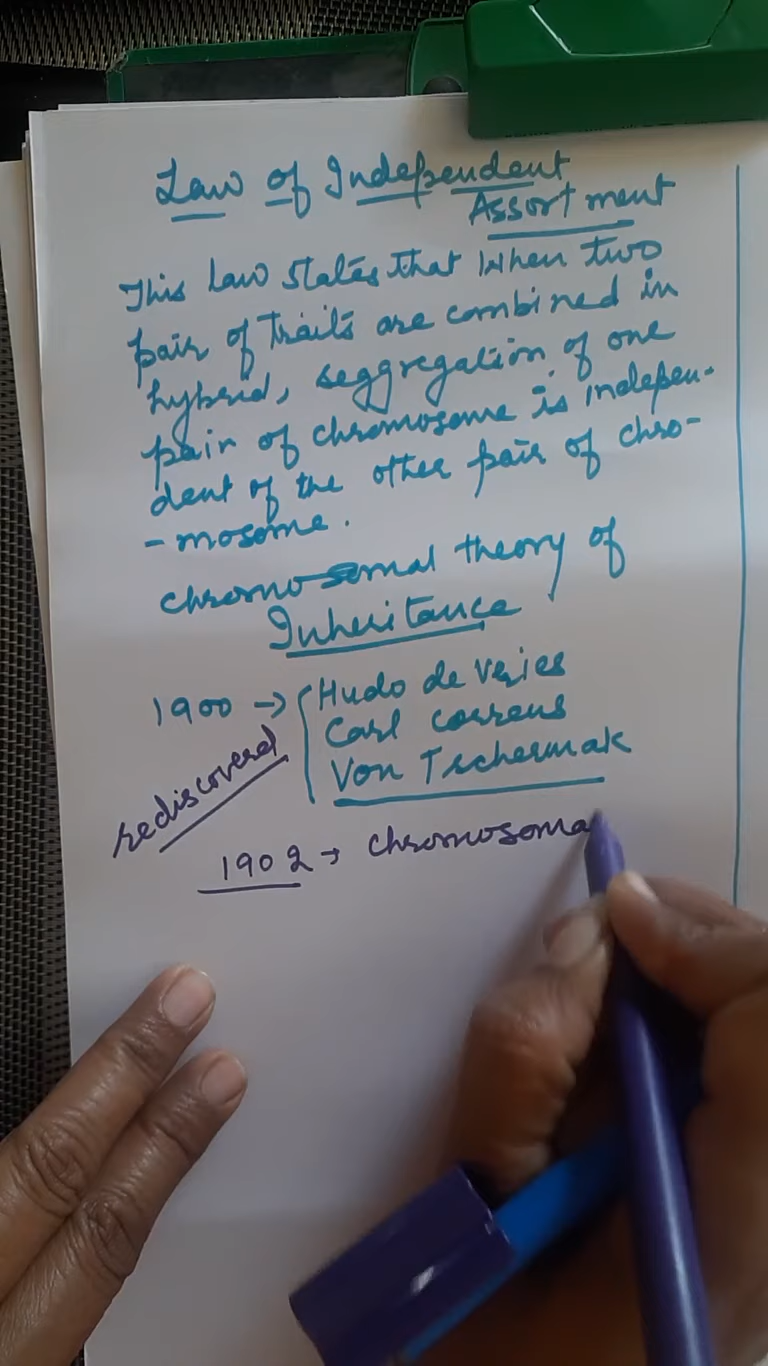 Law of Independent
Assortment
This Law states that When two
pair of traits are combined in
hybrid, seggregation of one
pair of chromosome is indepen-
dent of the other pair of chro-
-mosome.
chromosomal theory of
Inheritance
1900 → Hudo de Veries
Carl correns
Von Tschermak
rediscovered
1902 → chromosoma